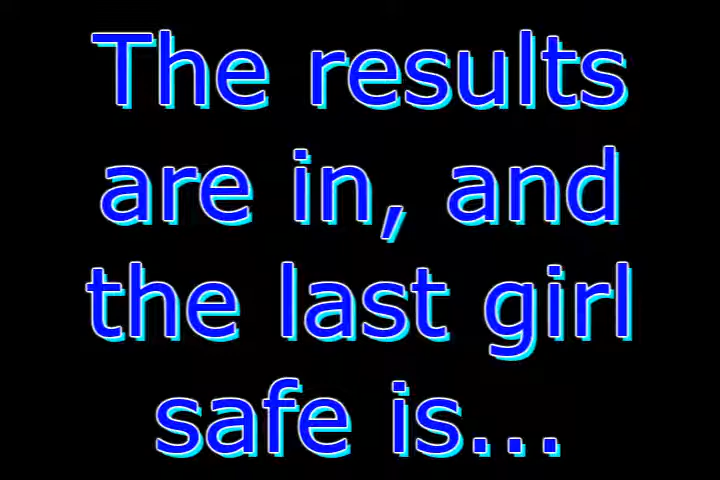 The results
are in, and
the last girl
safe is...